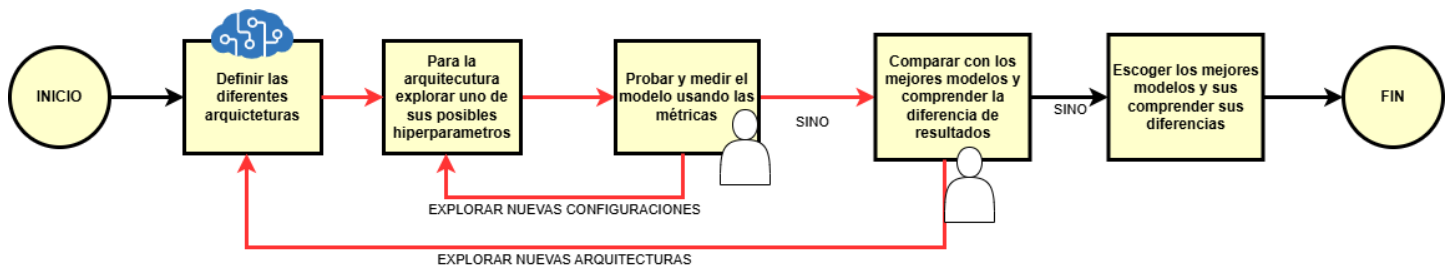 INICIO
Definir las
diferentes
arquicteturas
Para la
arquitecutura
explorar uno de
sus posibles
hiperparametros
Probar y medir el
modelo usando las
métricas
SINO
Comparar con los
mejores modelos y
comprender la
diferencia de
resultados
SINO
Escoger los mejores
modelos y sus
comprender sus
diferencias
FIN
EXPLORAR NUEVAS CONFIGURACIONES
EXPLORAR NUEVAS ARQUITECTURAS